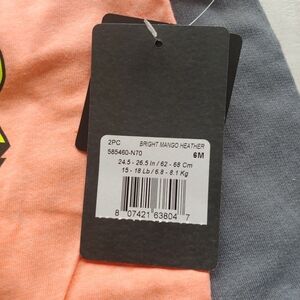 2PC BRIGHT MANGO HEATHER
585460-N70 6M
24.5 - 26.5 In / 62 - 68 Cm
15 - 18 Lb / 6.8 - 8.1 Kg
8 07421 63804 7